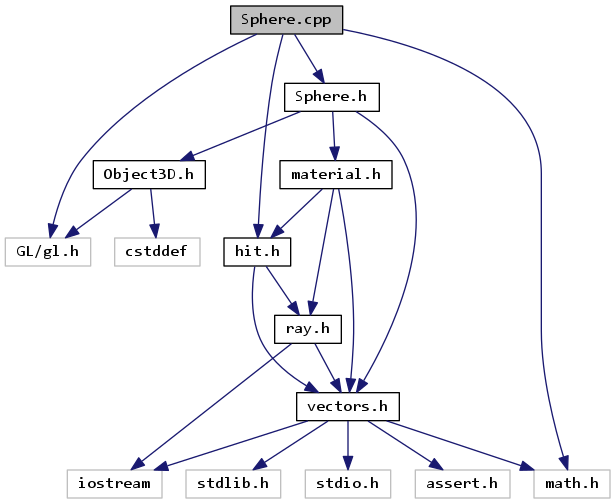 Sphere.cpp
Sphere.h
Object3D.h
material.h
GL/gl.h
cstddef
hit.h
ray.h
vectors.h
iostream
stdlib.h
stdio.h
assert.h
math.h